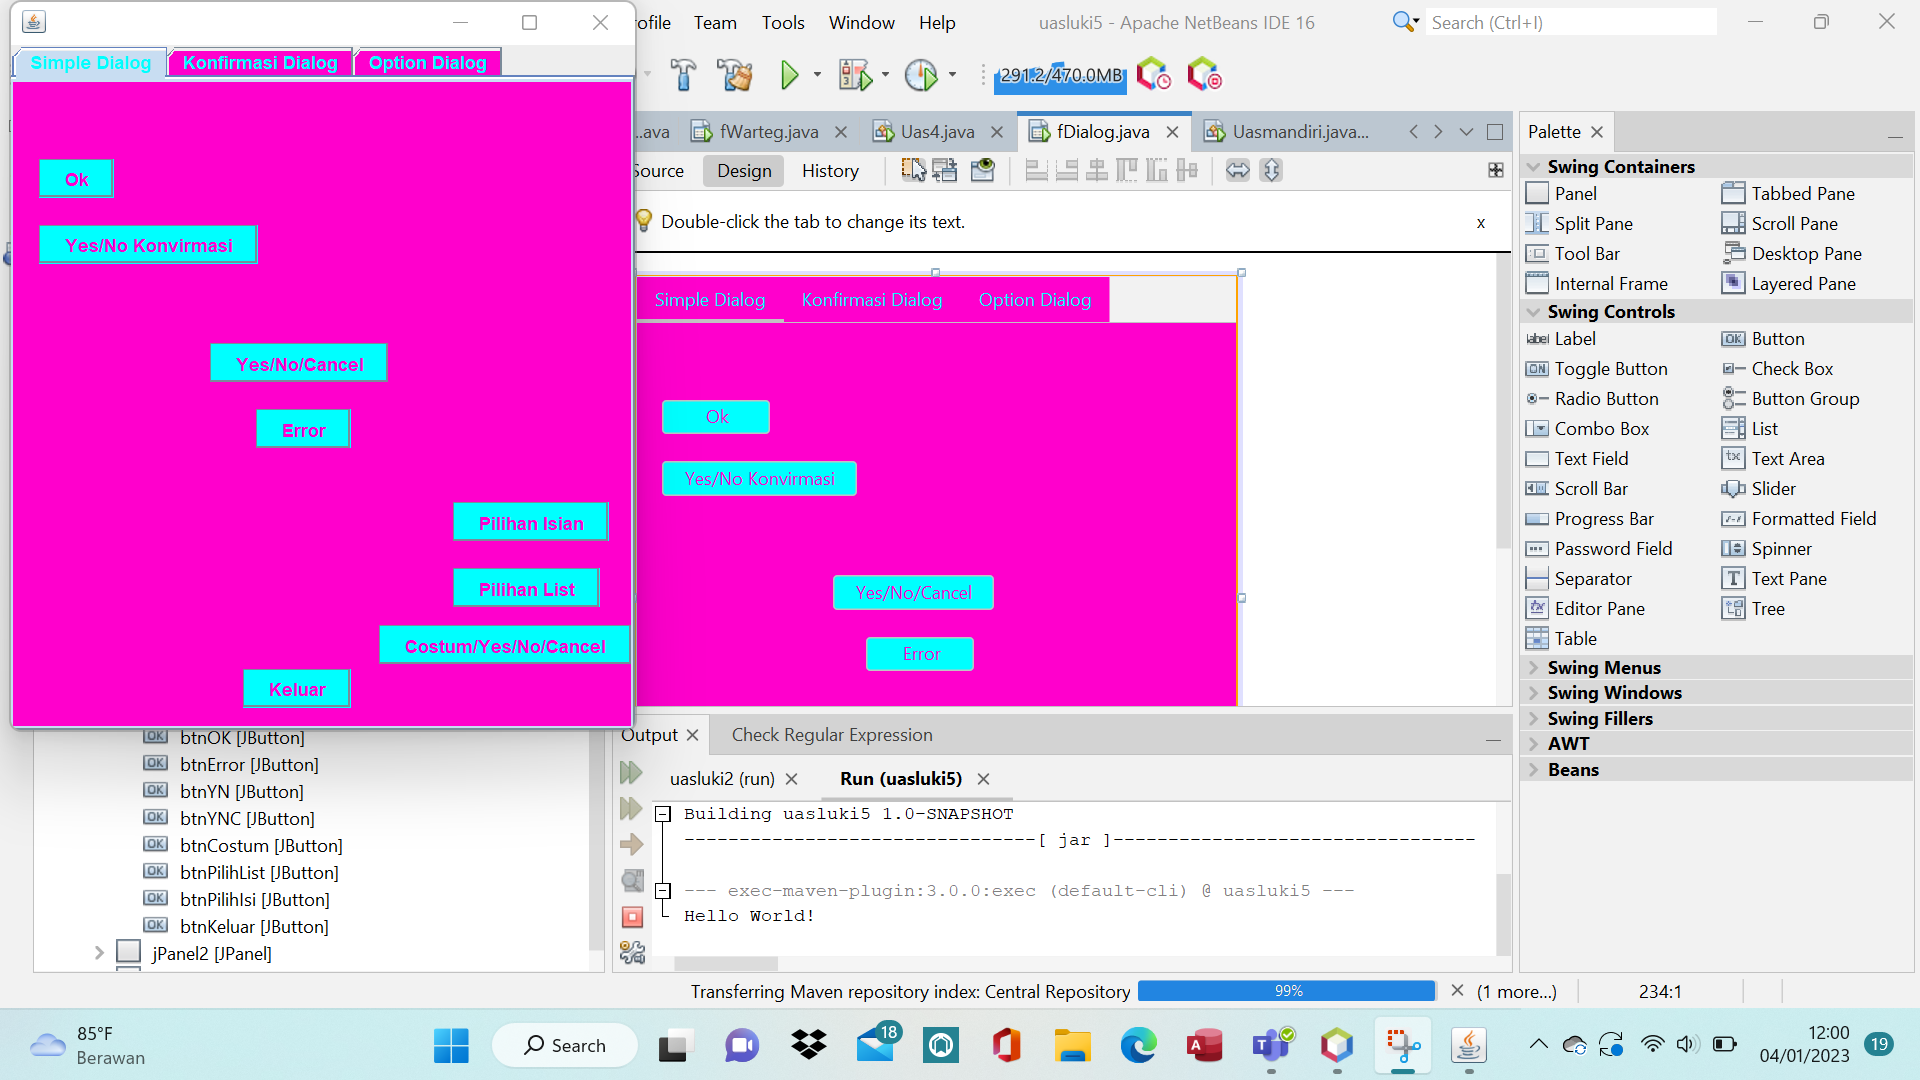 ofile Team Tools Window Help
uasluki5 - Apache NetBeans IDE 16
Search (Ctrl+I)
Simple Dialog Konfirmasi Dialog Option Dialog
291.2/470.0MB
...ava fWarteg.java Uas4.java fDialog.java Uasmandiri.java...
Source Design History
Double-click the tab to change its text.
x
Ok
Yes/No Konvirmasi
Yes/No/Cancel
Error
Pilihan Isian
Pilihan List
Costum/Yes/No/Cancel
Keluar
Simple Dialog Konfirmasi Dialog Option Dialog
Ok
Yes/No Konvirmasi
Yes/No/Cancel
Error
Palette
Swing Containers
Panel Tabbed Pane
Split Pane Scroll Pane
Tool Bar Desktop Pane
Internal Frame Layered Pane
Swing Controls
Label Button
Toggle Button Check Box
Radio Button Button Group
Combo Box List
Text Field Text Area
Scroll Bar Slider
Progress Bar Formatted Field
Password Field Spinner
Separator Text Pane
Editor Pane Tree
Table
Swing Menus
Swing Windows
Swing Fillers
AWT
Beans
btnOK [JButton]
btnError [JButton]
btnYN [JButton]
btnYNC [JButton]
btnCostum [JButton]
btnPilihList [JButton]
btnPilihIsi [JButton]
btnKeluar [JButton]
jPanel2 [JPanel]
Output Check Regular Expression
uasluki2 (run) Run (uasluki5)
Building uasluki5 1.0-SNAPSHOT
--------------------------------[ jar ]---------------------------------
--- exec-maven-plugin:3.0.0:exec (default-cli) @ uasluki5 ---
Hello World!
Transferring Maven repository index: Central Repository 99% (1 more...) 234:1
85°F
Berawan
Search
18
12:00
04/01/2023
19